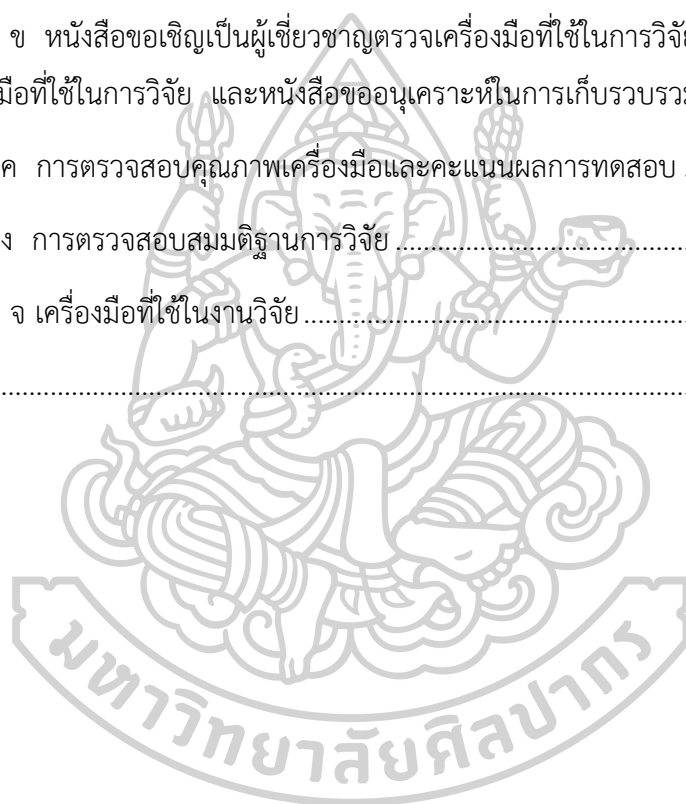 ข หนังสือขอเชิญเป็นผู้เชี่ยวชาญตรวจเครื่องมือที่ใช้ในการวิจัย
มือที่ใช้ในการวิจัย และหนังสือขออนุเคราะห์ในการเก็บรวบรวม
ค การตรวจสอบคุณภาพเครื่องมือและคะแนนผลการทดสอบ
ง การตรวจสอบสมมติฐานการวิจัย
จ เครื่องมือที่ใช้ในงานวิจัย
มหาวิทยาลัยศิลปากร